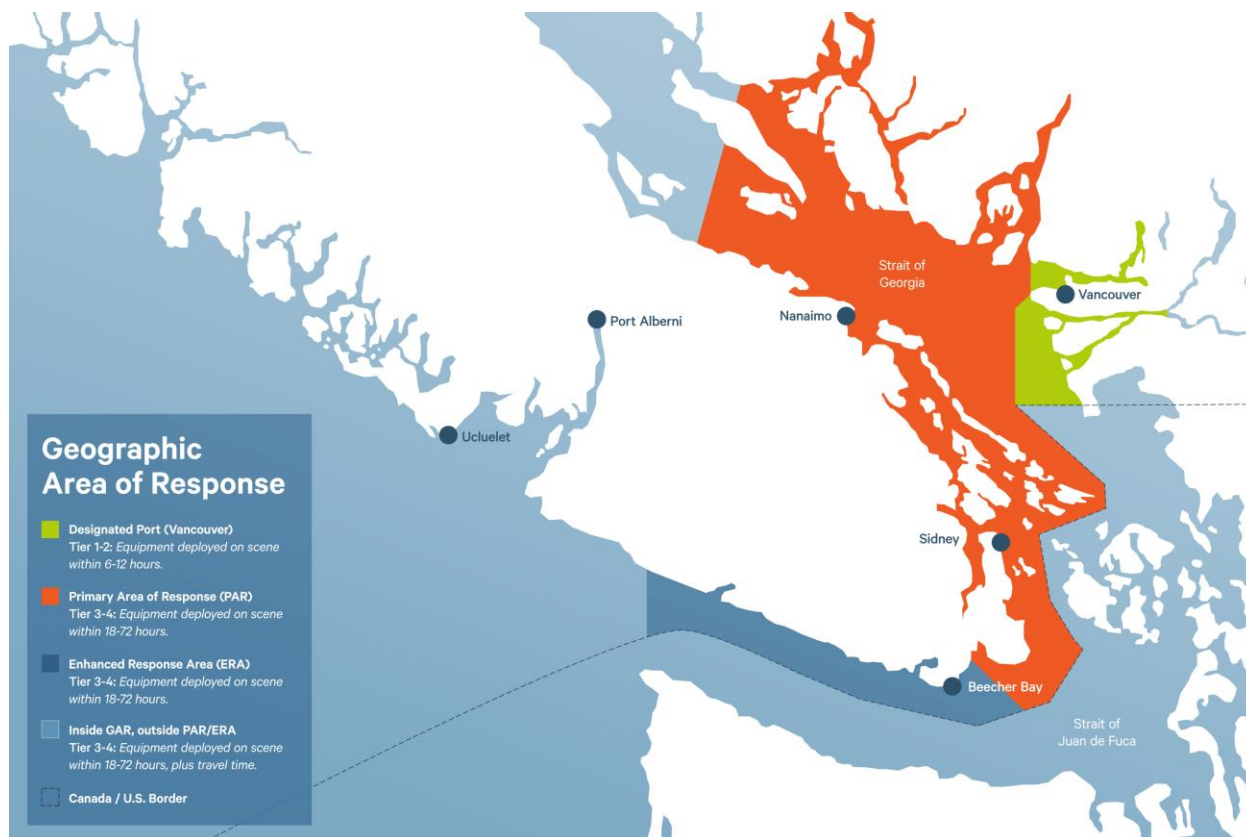 Strait of
Georgia
Vancouver
Port Alberni
Nanaimo
Ucluelet
Sidney
Beecher Bay
Strait of
Juan de Fuca
Geographic
Area of Response
Designated Port (Vancouver)
Tier 1-2: Equipment deployed on scene
within 6-12 hours.
Primary Area of Response (PAR)
Tier 3-4: Equipment deployed on scene
within 18-72 hours.
Enhanced Response Area (ERA)
Tier 3-4: Equipment deployed on scene
within 18-72 hours.
Inside GAR, outside PAR/ERA
Tier 3-4: Equipment deployed on scene
within 18-72 hours, plus travel time.
Canada / U.S. Border